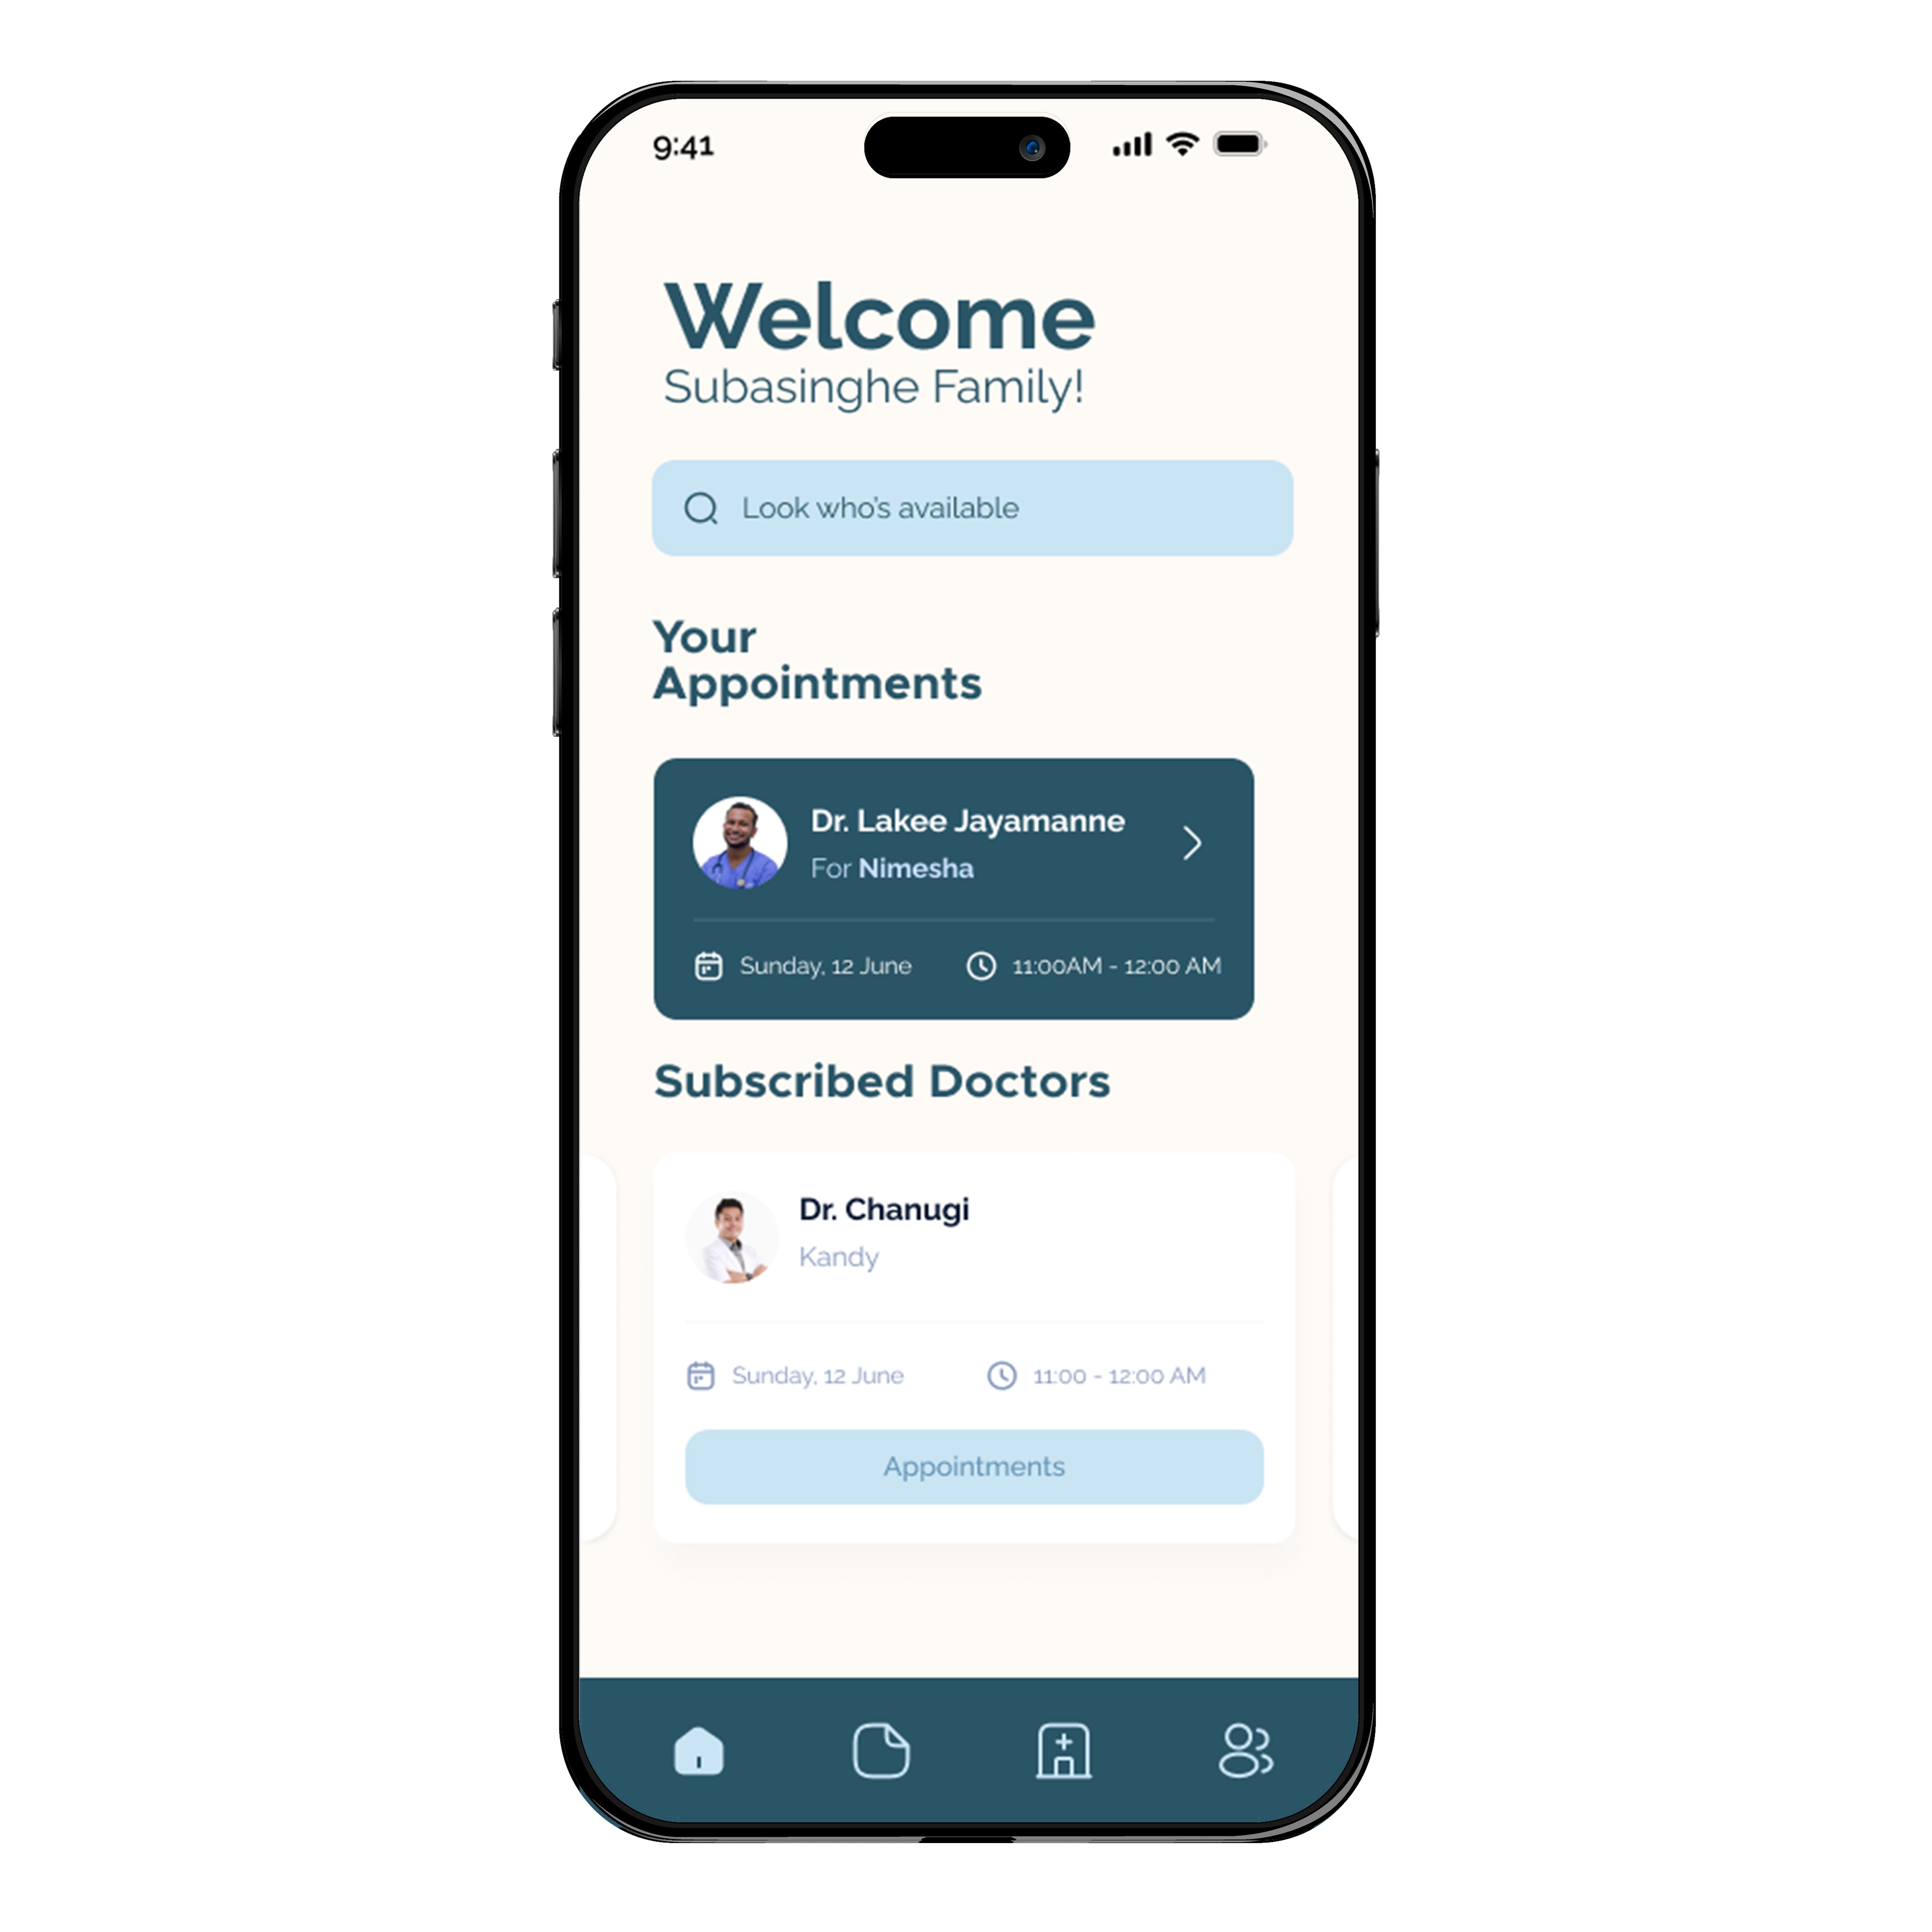 9:41
Welcome
Subasinghe Family!
Look who's available
Your
Appointments
Dr. Lakee Jayamanne
For Nimesha
Sunday, 12 June 11:00AM - 12:00 AM
Subscribed Doctors
Dr. Chanugi
Kandy
Sunday, 12 June 11:00 - 12:00 AM
Appointments